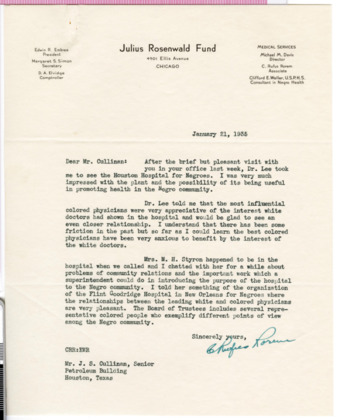 Julius Rosenwald Fund
4901 Ellis Avenue
CHICAGO
Edwin R. Embree
President
Margaret S. Simon
Secretary
D.A. Elvidge
Comptroller
MEDICAL SERVICES
Michael M. Davis
Director
C. Rufus Rorem
Associate
Clifford E. Waller, U.S.P.H.S.
Consultant in Negro Health
January 21, 1935
Dear Mr. Cullinan: After the brief but pleasant visit with
you in your office last week, Dr. Lee took
me to see the Houston Hospital for Negroes. I was very much
impressed with the plant and the possibility of its being useful
in promoting health in the Negro community.
Dr. Lee told me that the most influential
colored physicians were very appreciative of the interest white
doctors had shown in the hospital and would be glad to see an
even closer relationship. I understand that there has been some
friction in the past but so far as I could learn the best colored
physicians have been very anxious to benefit by the interest of
the white doctors.
Mrs. M. H. Styron happened to be in the
hospital when we called and I chatted with her for a while about
problems of community relations and the important work which a
superintendent could do in introducing the purpose of the hospital
to the Negro community. I told her something of the organization
of the Flint Goodridge Hospital in New Orleans for Negroes where
the relationships between the leading white and colored physicians
are very pleasant. The Board of Trustees includes several repre-
sentative colored people who exemplify different points of view
among the Negro community.
Sincerely yours,
C Rufus Rorem
CRR:
Mr. J. S. Cullinan, Senior
Petroleum Building
Houston, Texas